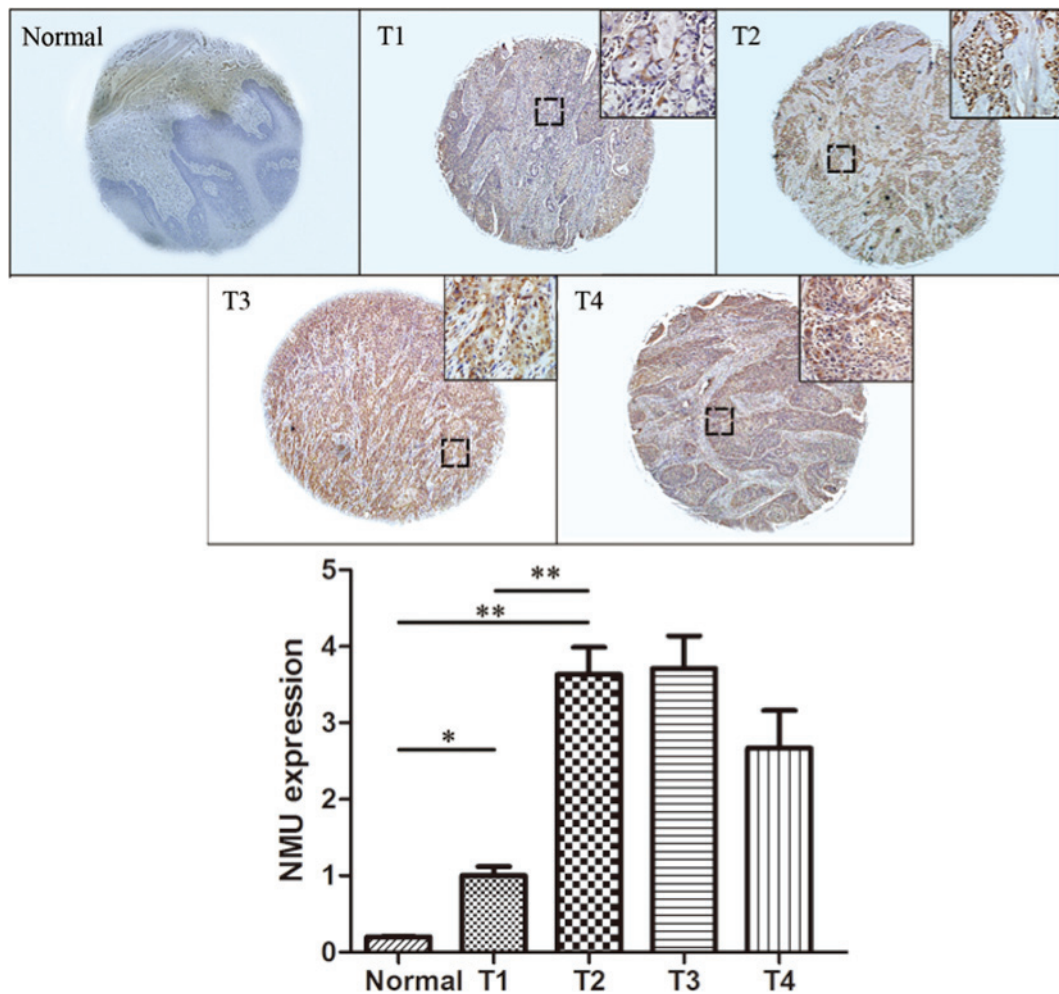 Normal
T1
T2
T3
T4
NMU expression
5
4
3
2
1
0
**
**
*
Normal T1 T2 T3 T4